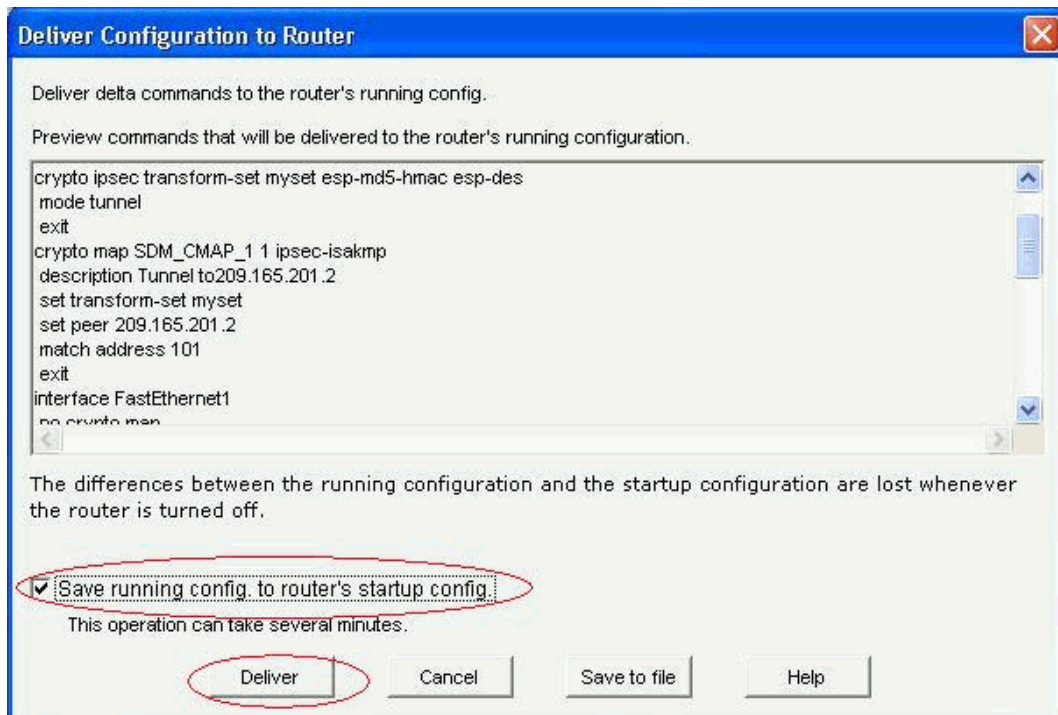 Deliver Configuration to Router
Deliver delta commands to the router's running config.
Preview commands that will be delivered to the router's running configuration.
crypto ipsec transform-set myset esp-md5-hmac esp-des
mode tunnel
exit
crypto map SDM_CMAP_1 1 ipsec-isakmp
description Tunnel to209.165.201.2
set transform-set myset
set peer 209.165.201.2
match address 101
exit
interface FastEthernet1
no crypto map
The differences between the running configuration and the startup configuration are lost whenever
the router is turned off.
Save running config. to router's startup config.
This operation can take several minutes.
Deliver Cancel Save to file Help